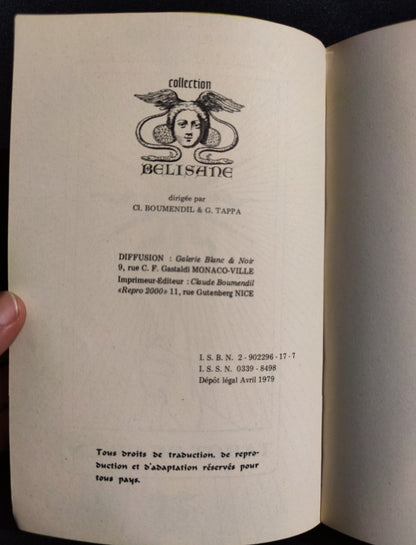 collection
BELISANE
dirigée par
Cl. BOUMENDIL & G. TAPPA
DIFFUSION : Galerie Blanc & Noir
9, rue C. F. Gastaldi MONACO-VILLE
Imprimeur-Editeur : Claude Boumendil
«Repro 2000» 11, rue Gutenberg NICE
I. S. B. N. 2 - 902296 - 17 - 7
I. S. S. N. 0339 - 8498
Dépôt légal Avril 1979
Tous droits de traduction, de repro-
duction et d'adaptation réservés pour
tous pays.